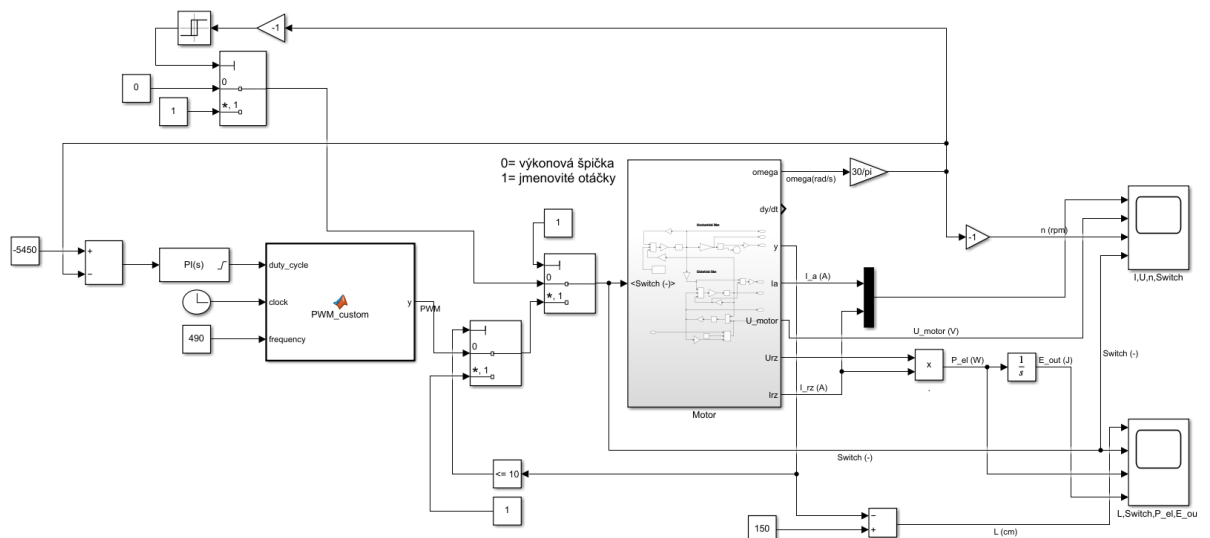 -1
0
0
*, 1
1
0= výkonová špička
1= jmenovité otáčky
omega
omega(rad/s)
30/pi
dy/dt
1
-5450
+
−
PI(s)
duty_cycle
clock
frequency
PWM_custom
y
PWM
490
0
*, 1
0
*, 1
<Switch (-)>
y
Ia
U_motor
Urz
Irz
Motor
I_a (A)
U_motor (V)
I_rz (A)
-1
n (rpm)
I,U,n,Switch
x
P_el (W)
1
s
E_out (J)
Switch (-)
Switch (-)
<= 10
1
150
−
+
L (cm)
L,Switch,P_el,E_ou